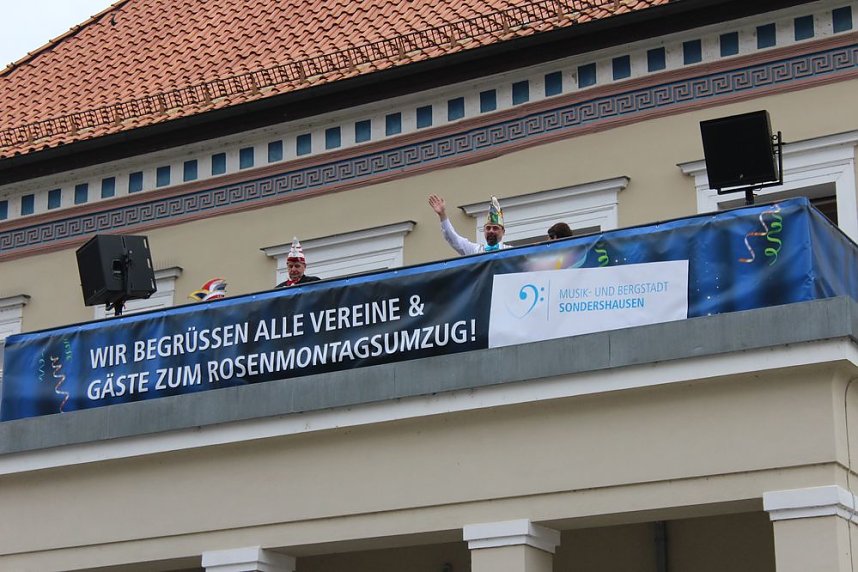 WIR BEGRÜSSEN ALLE VEREINE &
GÄSTE ZUM ROSENMONTAGSUMZUG!
MUSIK- UND BERGSTADT
SONDERSHAUSEN